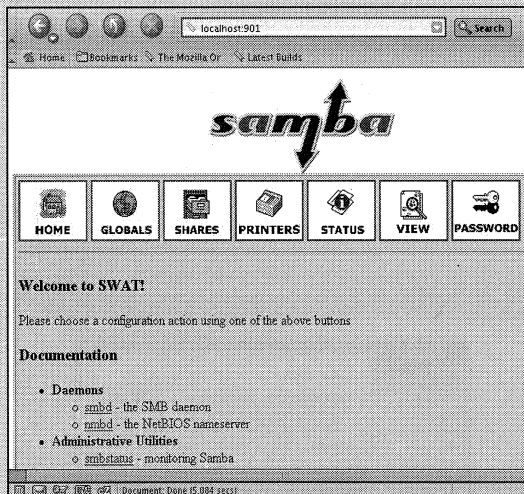 localhost:901
Search
Home Bookmarks The Mozilla Or Latest Builds
samba
HOME GLOBALS SHARES PRINTERS STATUS VIEW PASSWORD
Welcome to SWAT!
Please choose a configuration action using one of the above buttons
Documentation
• Daemons
o smbd - the SMB daemon
o nmbd - the NetBIOS nameserver
• Administrative Utilities
o smbstatus - monitoring Samba
Document: Done (5.084 secs)